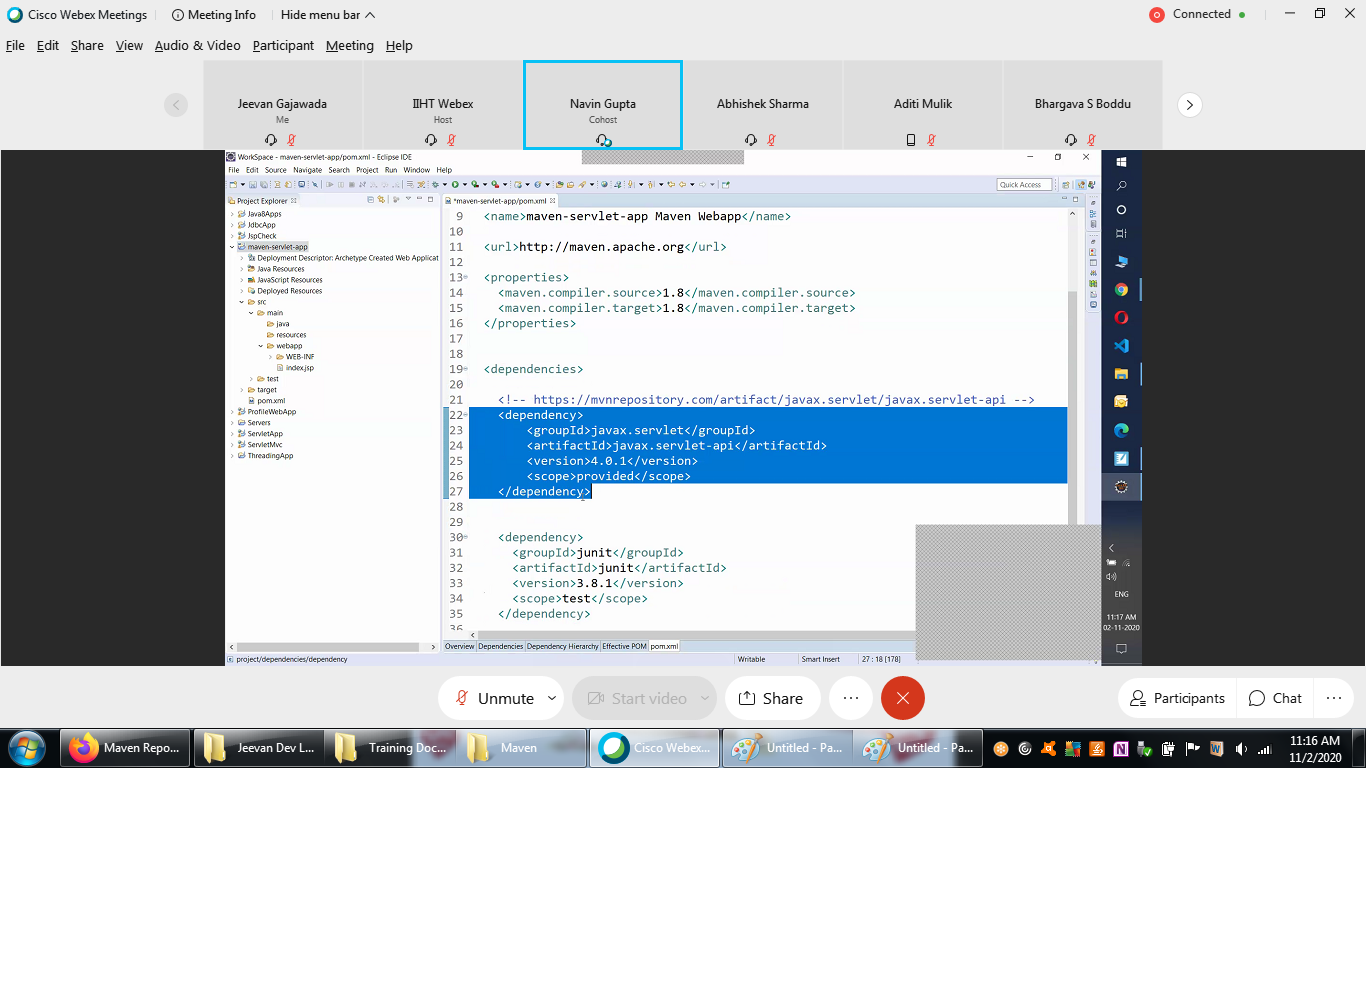 Cisco Webex Meetings
Meeting Info
Hide menu bar
Connected
File Edit Share View Audio & Video Participant Meeting Help
Jeevan Gajawada
Me
IIHT Webex
Host
Navin Gupta
Cohost
Abhishek Sharma
Aditi Mulik
Bhargava S Boddu
WorkSpace - maven-servlet-app/pom.xml - Eclipse IDE
File Edit Source Navigate Search Project Run Window Help
Quick Access
Project Explorer
Java8Apps
JdbcApp
JspCheck
maven-servlet-app
Deployment Descriptor: Archetype Created Web Applicat
Java Resources
JavaScript Resources
Deployed Resources
src
main
java
resources
webapp
WEB-INF
index.jsp
test
target
pom.xml
ProfileWebApp
Servers
ServletApp
ServletMvc
ThreadingApp
*maven-servlet-app/pom.xml
9 <name>maven-servlet-app Maven Webapp</name>
10
11 <url>http://maven.apache.org</url>
12
13 <properties>
14 <maven.compiler.source>1.8</maven.compiler.source>
15 <maven.compiler.target>1.8</maven.compiler.target>
16 </properties>
17
18
19 <dependencies>
20
21 <!-- https://mvnrepository.com/artifact/javax.servlet/javax.servlet-api -->
22 <dependency>
23 <groupId>javax.servlet</groupId>
24 <artifactId>javax.servlet-api</artifactId>
25 <version>4.0.1</version>
26 <scope>provided</scope>
27 </dependency>
28
29
30 <dependency>
31 <groupId>junit</groupId>
32 <artifactId>junit</artifactId>
33 <version>3.8.1</version>
34 <scope>test</scope>
35 </dependency>
36
Overview Dependencies Dependency Hierarchy Effective POM pom.xml
project/dependencies/dependency
Writable
Smart Insert
27 : 18 [178]
ENG
11:17 AM
02-11-2020
Unmute
Start video
Share
Participants
Chat
Maven Repo...
Jeevan Dev L...
Training Doc...
Maven
Cisco Webex...
Untitled - Pa...
Untitled - Pa...
11:16 AM
11/2/2020